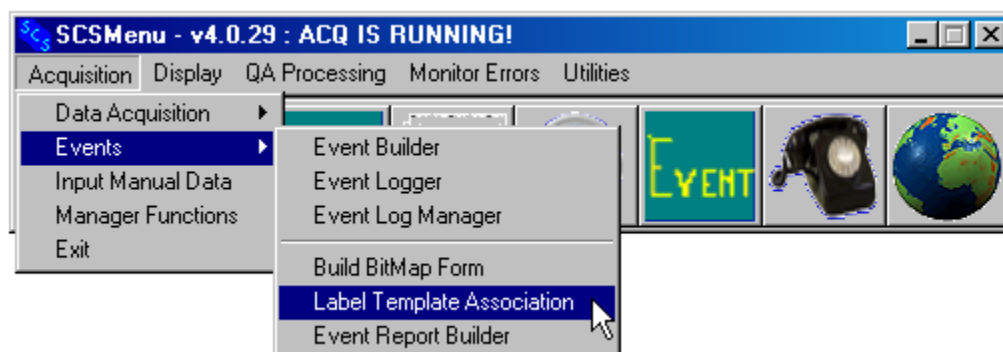 SCS SCSMenu - v4.0.29 : ACQ IS RUNNING!
Acquisition Display QA Processing Monitor Errors Utilities
Data Acquisition
Events
Input Manual Data
Manager Functions
Exit
Event Builder
Event Logger
Event Log Manager
Build BitMap Form
Label Template Association
Event Report Builder
EVENT